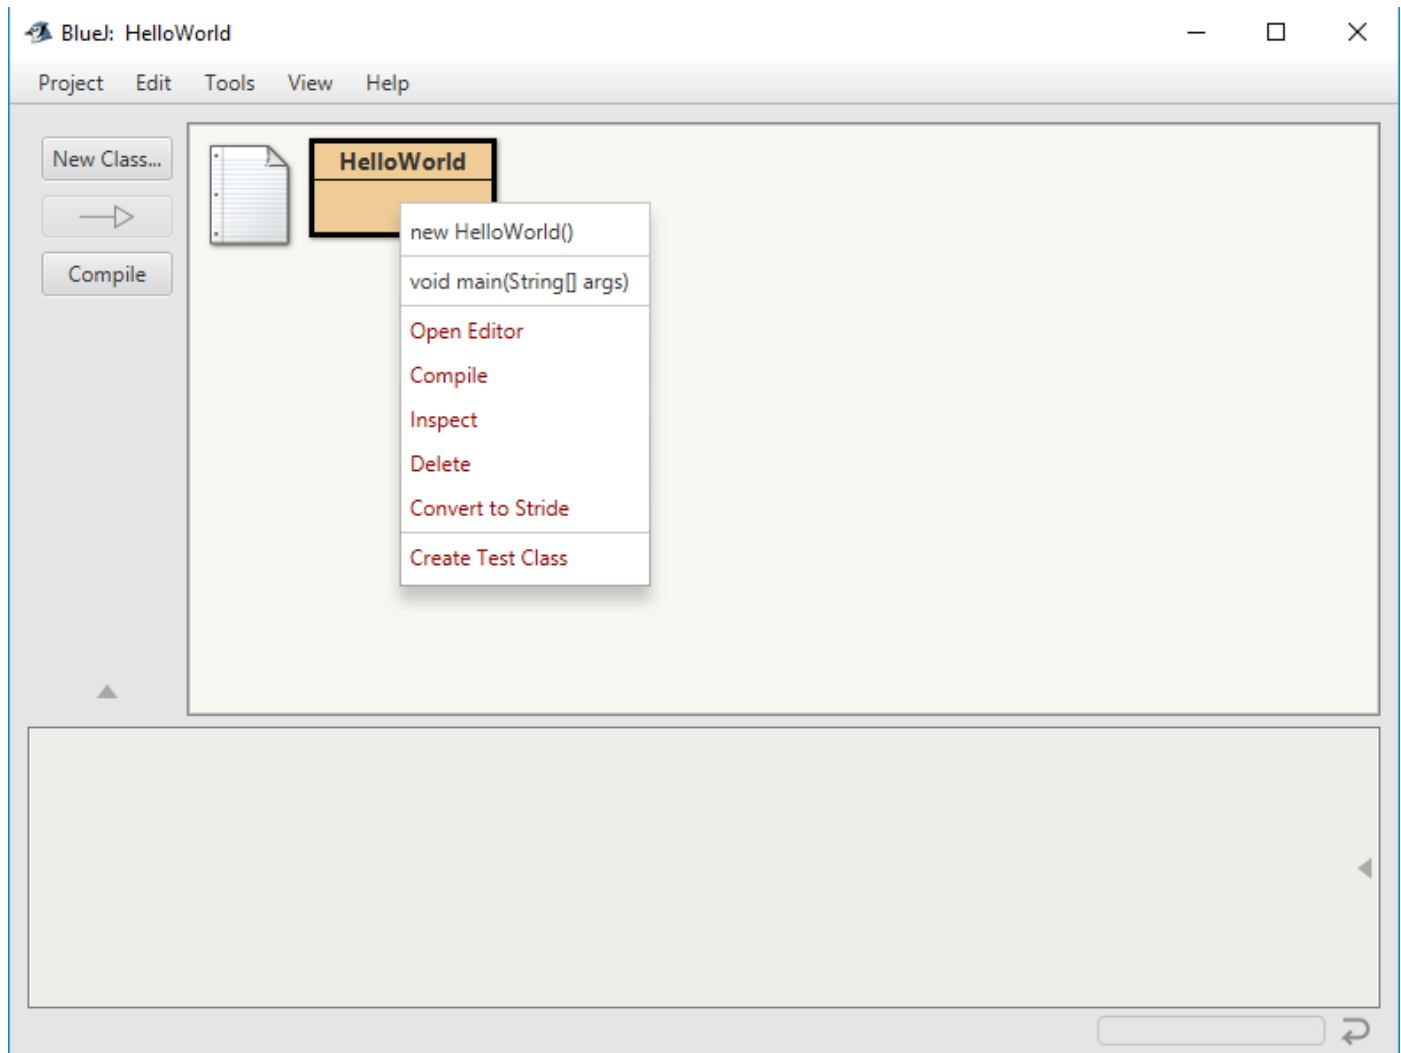 BlueJ: HelloWorld
Project Edit Tools View Help
New Class...
Compile
HelloWorld
new HelloWorld()
void main(String[] args)
Open Editor
Compile
Inspect
Delete
Convert to Stride
Create Test Class